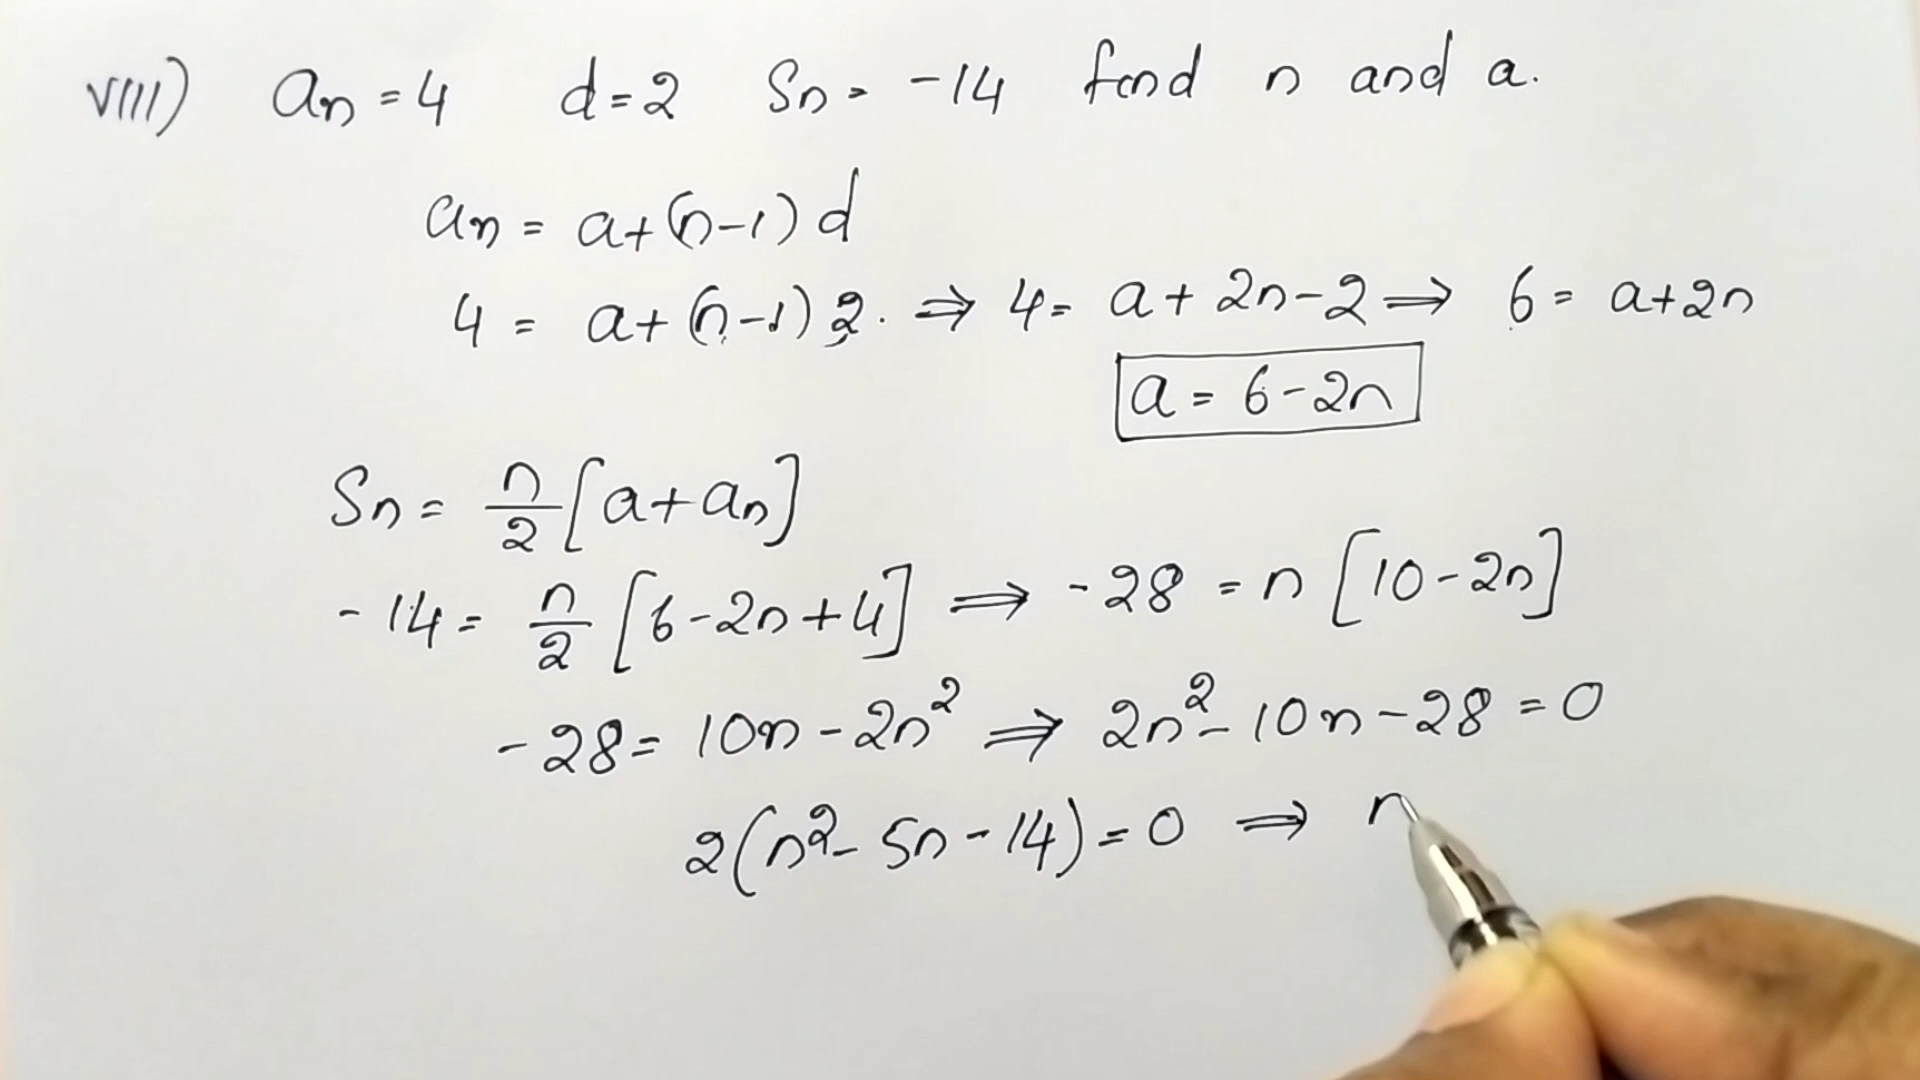 viii) an = 4 d = 2 Sn = -14 find n and a.
an = a+(n-1)d
4 = a+(n-1)2. ⇒ 4 = a+2n-2 ⇒ 6 = a+2n
a = 6-2n
Sn = n/2 [a+an]
-14 = n/2 [6-2n+4] ⇒ -28 = n[10-2n]
-28 = 10n-2n² ⇒ 2n²-10n-28 = 0
2(n²-5n-14) = 0 ⇒ n